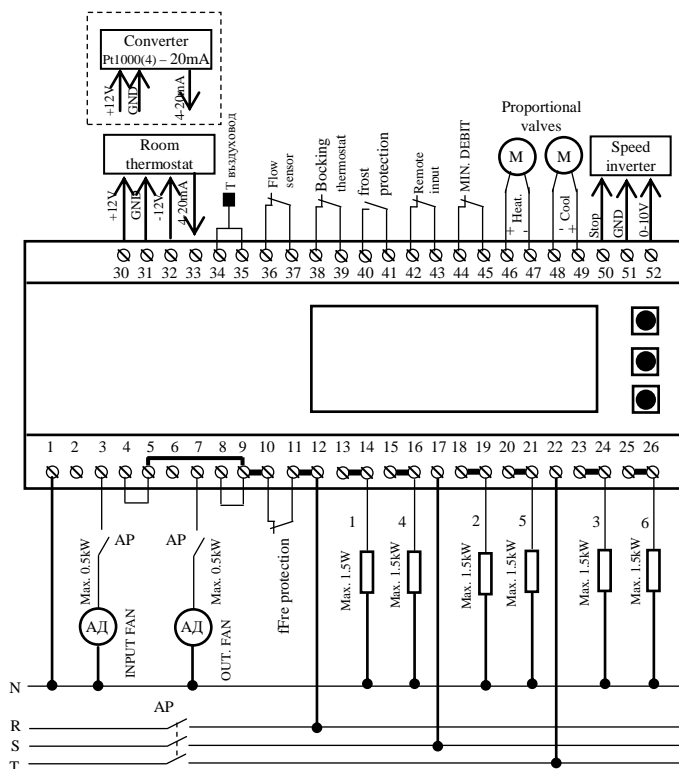 Converter
Pt1000(4) – 20mA
+12V
GND
4-20mA
Room
thermostat
+12V
GND
-12V
4-20mA
T въздуховод
Flow
sensor
Bocking
thermostat
frost
protection
Remote
input
MIN. DEBIT
Proportional
valves
M
M
+ Heat. -
- Cool +
Speed
inverter
Stop
GND
0-10V
30 31 32 33 34 35 36 37 38 39 40 41 42 43 44 45 46 47 48 49 50 51 52
1 2 3 4 5 6 7 8 9 10 11 12 13 14 15 16 17 18 19 20 21 22 23 24 25 26
AP
AP
Max. 0.5kW
Max. 0.5kW
АД
АД
INPUT FAN
OUT. FAN
fFre protection
1
4
2
5
3
6
Max. 1.5W
Max. 1.5kW
Max. 1.5kW
Max. 1.5kW
Max. 1.5kW
Max. 1.5kW
N
AP
R
S
T